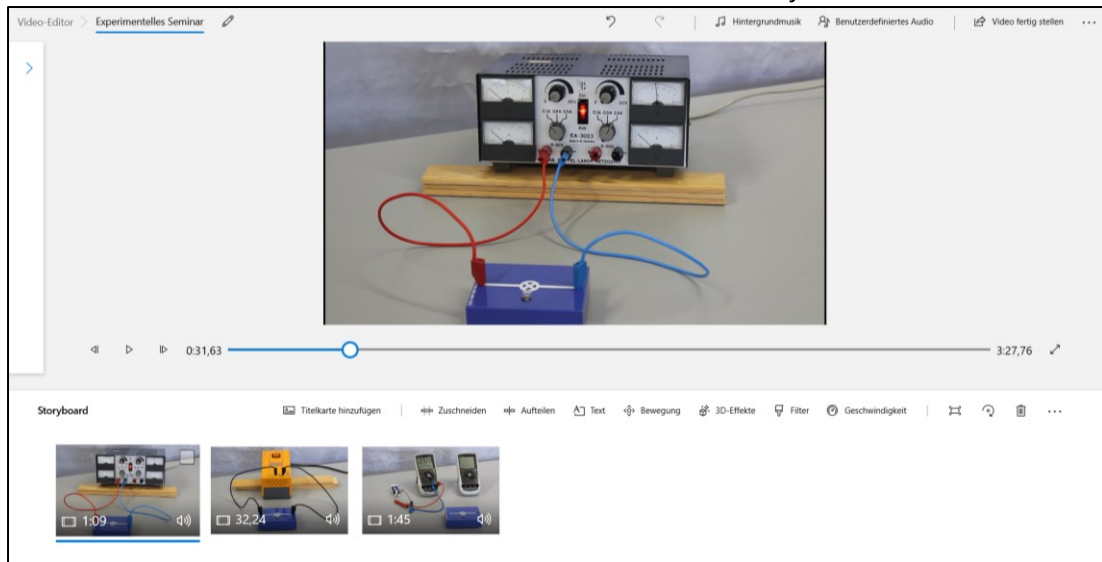 Video-Editor > Experimentelles Seminar
Hintergrundmusik Benutzerdefiniertes Audio Video fertig stellen ...
EA-3023
0:31,63 3:27,76
Storyboard Titelkarte hinzufügen Zuschneiden Aufteilen Text Bewegung 3D-Effekte Filter Geschwindigkeit ...
1:09 32,24 1:45